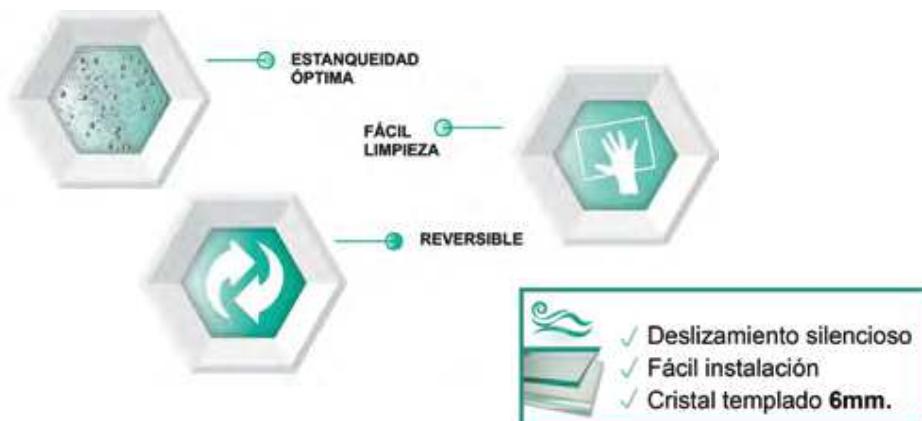 ESTANQUEIDAD
ÓPTIMA
FÁCIL
LIMPIEZA
REVERSIBLE
Deslizamiento silencioso
Fácil instalación
Cristal templado 6mm.